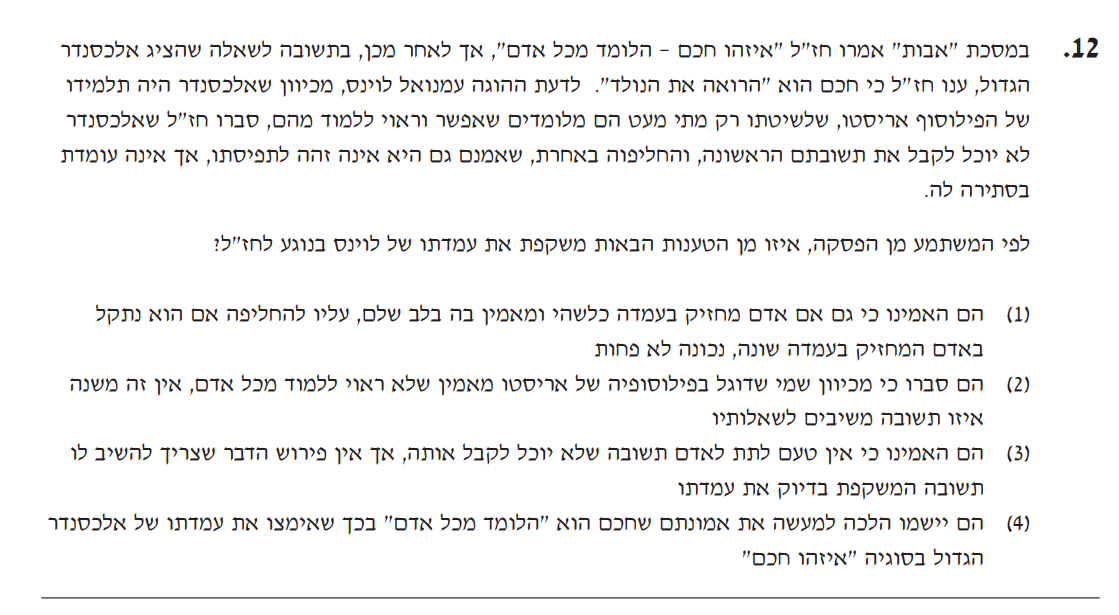 12. במסכת "אבות" אמרו חז"ל "איזהו חכם - הלומד מכל אדם", אך לאחר מכן, בתשובה לשאלה שהציג אלכסנדר
הגדול, ענו חז"ל כי חכם הוא "הרואה את הנולד". לדעת ההוגה עמנואל לוינס, מכיוון שאלכסנדר היה תלמידו
של הפילוסוף אריסטו, שלשיטתו רק מתי מעט הם מלומדים שאפשר וראוי ללמוד מהם, סברו חז"ל שאלכסנדר
לא יוכל לקבל את תשובתם הראשונה, והחליפוה באחרת, שאמנם גם היא אינה זהה לתפיסתו, אך אינה עומדת
בסתירה לה.
לפי המשתמע מן הפסקה, איזו מן הטענות הבאות משקפת את עמדתו של לוינס בנוגע לחז"ל?
(1) הם האמינו כי גם אם אדם מחזיק בעמדה כלשהי ומאמין בה בלב שלם, עליו להחליפה אם הוא נתקל
באדם המחזיק בעמדה שונה, נכונה לא פחות
(2) הם סברו כי מכיוון שמי שדוגל בפילוסופיה של אריסטו מאמין שלא ראוי ללמוד מכל אדם, אין זה משנה
איזו תשובה משיבים לשאלותיו
(3) הם האמינו כי אין טעם לתת לאדם תשובה שלא יוכל לקבל אותה, אך אין פירוש הדבר שצריך להשיב לו
תשובה המשקפת בדיוק את עמדתו
(4) הם יישמו הלכה למעשה את אמונתם שחכם הוא "הלומד מכל אדם" בכך שאימצו את עמדתו של אלכסנדר
הגדול בסוגיה "איזהו חכם"